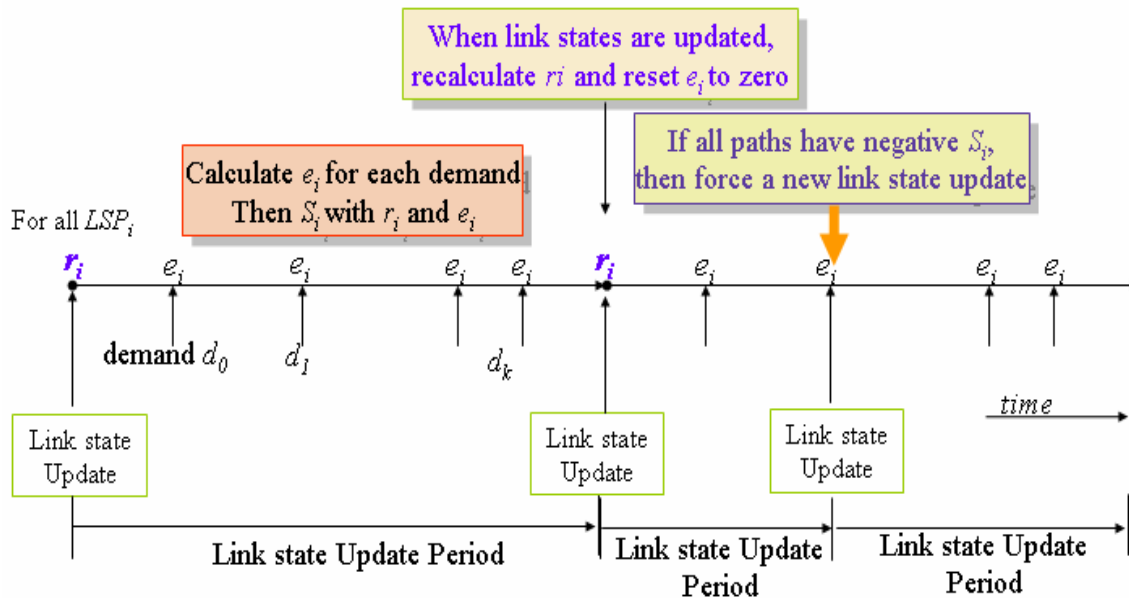 When link states are updated,
recalculate ri and reset ei to zero
If all paths have negative Si,
then force a new link state update
Calculate ei for each demand
Then Si with ri and ei
For all LSPi
ri ei ei ei ei ri ei ei ei ei
demand d0 d1 dk
time
Link state
Update
Link state
Update
Link state
Update
Link state Update Period
Link state Update
Period
Link state Update
Period